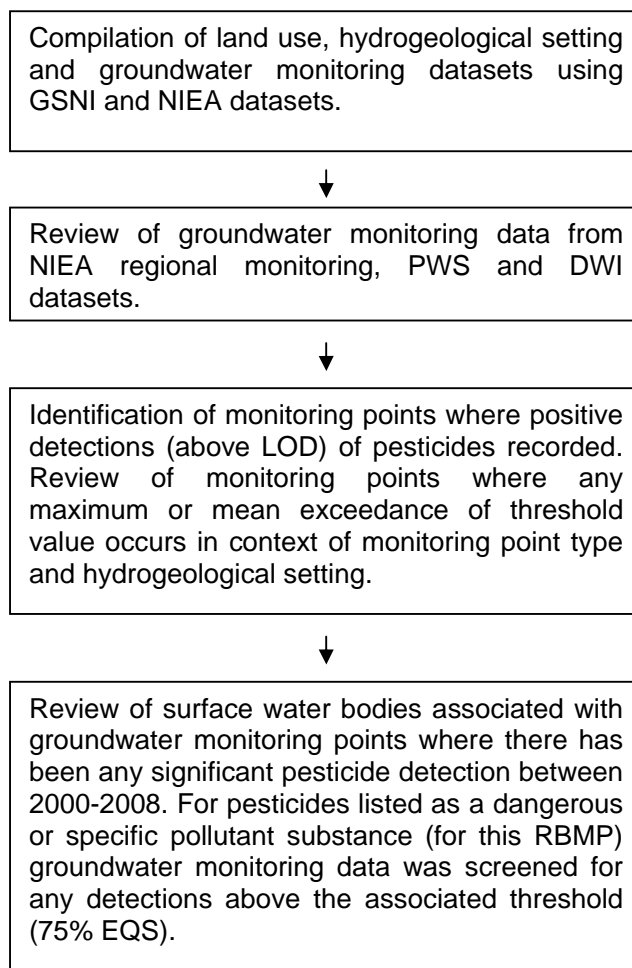 Compilation of land use, hydrogeological setting
and groundwater monitoring datasets using
GSNI and NIEA datasets.
Review of groundwater monitoring data from
NIEA regional monitoring, PWS and DWI
datasets.
Identification of monitoring points where positive
detections (above LOD) of pesticides recorded.
Review of monitoring points where any
maximum or mean exceedance of threshold
value occurs in context of monitoring point type
and hydrogeological setting.
Review of surface water bodies associated with
groundwater monitoring points where there has
been any significant pesticide detection between
2000-2008. For pesticides listed as a dangerous
or specific pollutant substance (for this RBMP)
groundwater monitoring data was screened for
any detections above the associated threshold
(75% EQS).